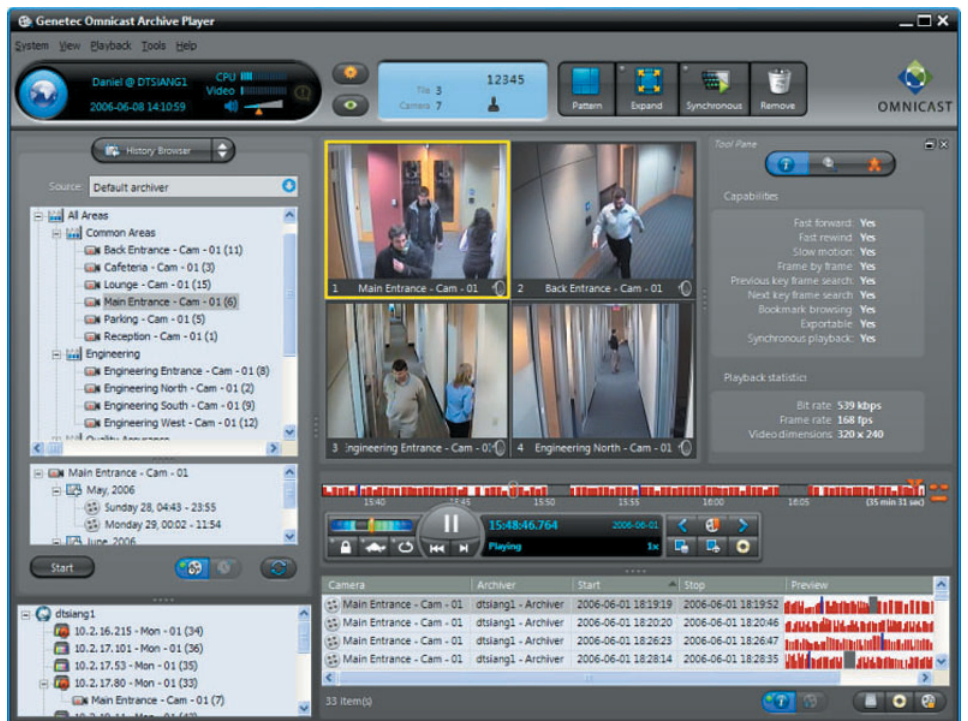 Genetec Omnicast Archive Player
System View Playback Tools Help
Daniel @ DTSIANG1
2006-06-08 14:10:59
CPU
Video
Tile 3
Camera 7
12345
Pattern
Expand
Synchronous
Remove
OMNICAST
History Browser
Source: Default archiver
All Areas
Common Areas
Back Entrance - Cam - 01 (11)
Cafeteria - Cam - 01 (3)
Lounge - Cam - 01 (15)
Main Entrance - Cam - 01 (6)
Parking - Cam - 01 (5)
Reception - Cam - 01 (1)
Engineering
Engineering Entrance - Cam - 01 (8)
Engineering North - Cam - 01 (2)
Engineering South - Cam - 01 (9)
Engineering West - Cam - 01 (12)
Quality Assurance
Main Entrance - Cam - 01
May, 2006
Sunday 28, 04:43 - 23:55
Monday 29, 00:02 - 11:54
June, 2006
Start
dtsiang1
10.2.16.215 - Mon - 01 (34)
10.2.17.101 - Mon - 01 (36)
10.2.17.53 - Mon - 01 (35)
10.2.17.80 - Mon - 01 (33)
Main Entrance - Cam - 01 (7)
1 Main Entrance - Cam - 01
2 Back Entrance - Cam - 01
3 Engineering Entrance - Cam - 01
4 Engineering North - Cam - 01
Tool Pane
Capabilities
Fast forward: Yes
Fast rewind Yes
Slow motion: Yes
Frame by frame Yes
Previous key frame search Yes
Next key frame search Yes
Bookmark browsing Yes
Exportable Yes
Synchronous playback: Yes
Playback statistics
Bit rate 539 kbps
Frame rate 168 fps
Video dimensions 320 x 240
15:40 15:45 15:50 15:55 16:00 16:05 (35 min 31 sec)
15:48:46.764 2006-06-01
Playing 1x
Camera Archiver Start Stop Preview
Main Entrance - Cam - 01 dtsiang1 - Archiver 2006-06-01 18:19:19 2006-06-01 18:19:52
Main Entrance - Cam - 01 dtsiang1 - Archiver 2006-06-01 18:20:20 2006-06-01 18:20:46
Main Entrance - Cam - 01 dtsiang1 - Archiver 2006-06-01 18:26:23 2006-06-01 18:26:47
Main Entrance - Cam - 01 dtsiang1 - Archiver 2006-06-01 18:28:14 2006-06-01 18:28:35
33 item(s)